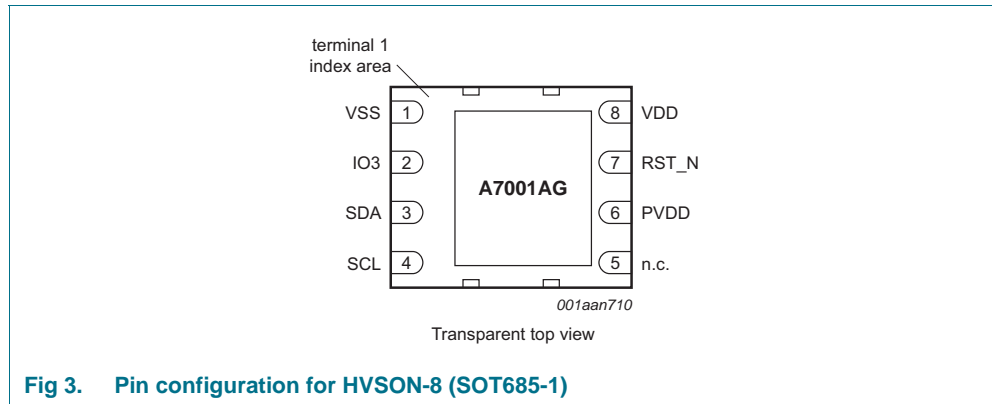 terminal 1
index area
VSS 1 8 VDD
IO3 2 7 RST_N
A7001AG
SDA 3 6 PVDD
SCL 4 5 n.c.
001aan710
Transparent top view
Fig 3. Pin configuration for HVSON-8 (SOT685-1)